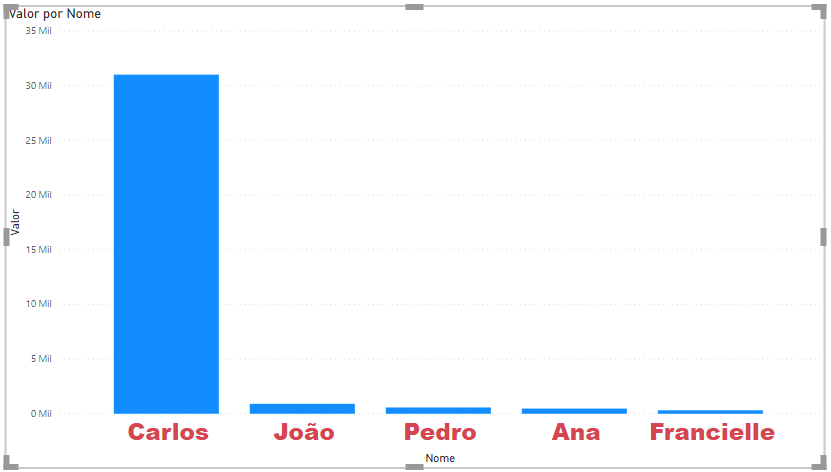 Valor por Nome
35 Mil
30 Mil
25 Mil
20 Mil
15 Mil
10 Mil
5 Mil
0 Mil
Valor
Carlos João Pedro Ana Francielle
Nome